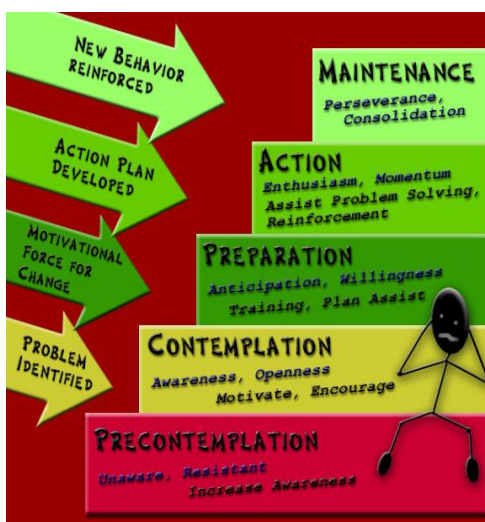 NEW BEHAVIOR
REINFORCED
MAINTENANCE
Perseverance,
Consolidation
ACTION PLAN
DEVELOPED
ACTION
Enthusiasm, Momentum
Assist Problem Solving,
Reinforcement
MOTIVATIONAL
FORCE FOR
CHANGE
PREPARATION
Anticipation, Willingness
Training, Plan Assist
PROBLEM
IDENTIFIED
CONTEMPLATION
Awareness, Openness
Motivate, Encourage
PRECONTEMPLATION
Unaware, Resistant
Increase Awareness